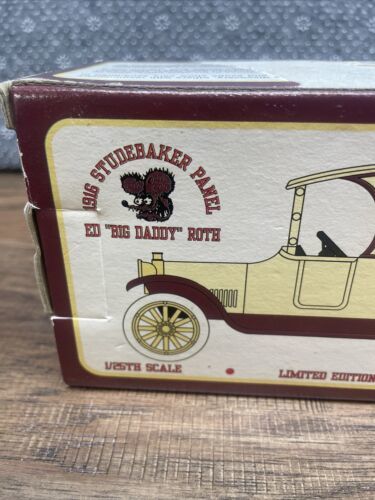 1916 STUDEBAKER PANEL
ED "BIG DADDY" ROTH
1/25TH SCALE
LIMITED EDITION